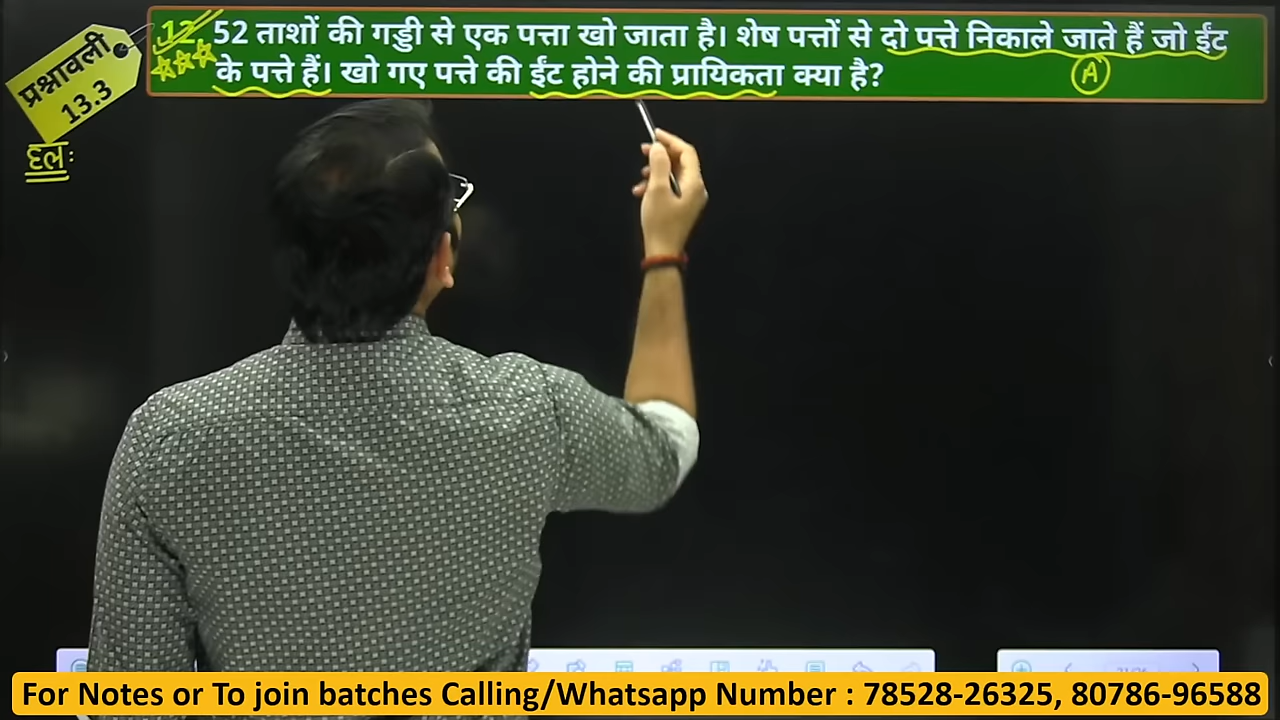 प्रश्नावली
13.3
12. 52 ताशों की गड्डी से एक पत्ता खो जाता है। शेष पत्तों से दो पत्ते निकाले जाते हैं जो ईंट
के पत्ते हैं। खो गए पत्ते की ईंट होने की प्रायिकता क्या है?
A
हल:
For Notes or To join batches Calling/Whatsapp Number : 78528-26325, 80786-96588